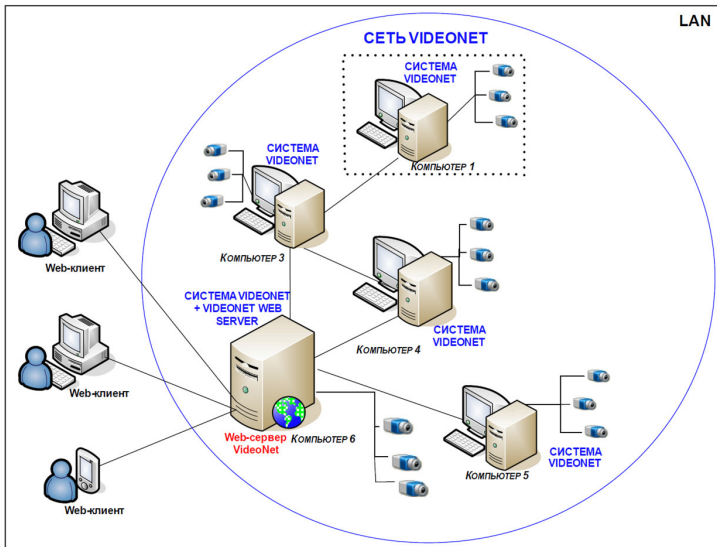 LAN
СЕТЬ VIDEONET
СИСТЕМА
VIDEONET
КОМПЬЮТЕР 1
СИСТЕМА
VIDEONET
КОМПЬЮТЕР 3
Web-клиент
СИСТЕМА VIDEONET
+ VIDEONET WEB
SERVER
КОМПЬЮТЕР 4
СИСТЕМА
VIDEONET
Web-клиент
Web-сервер
VideoNet
КОМПЬЮТЕР 6
СИСТЕМА
VIDEONET
КОМПЬЮТЕР 5
Web-клиент